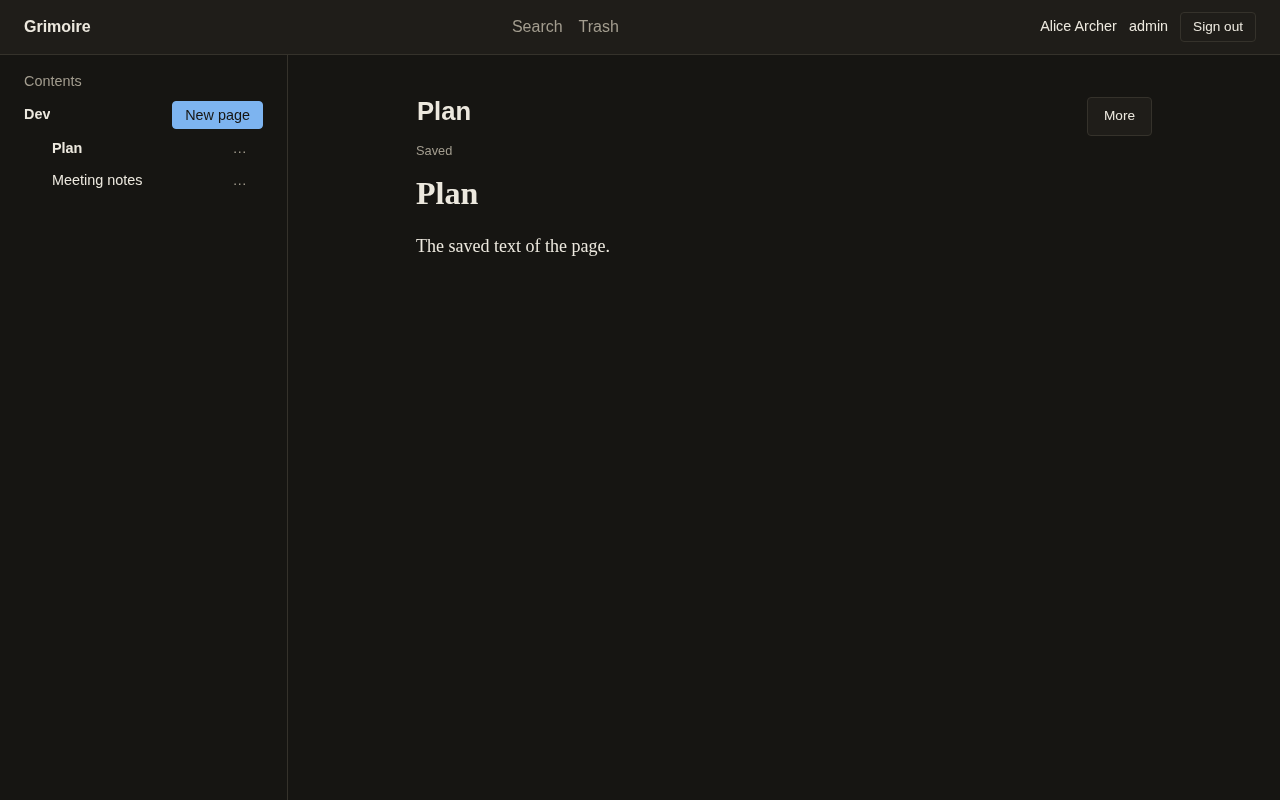 Grimoire
Search Trash
Alice Archer admin Sign out
Contents
Dev New page
Plan ...
Meeting notes ...
Plan
More
Saved
Plan
The saved text of the page.